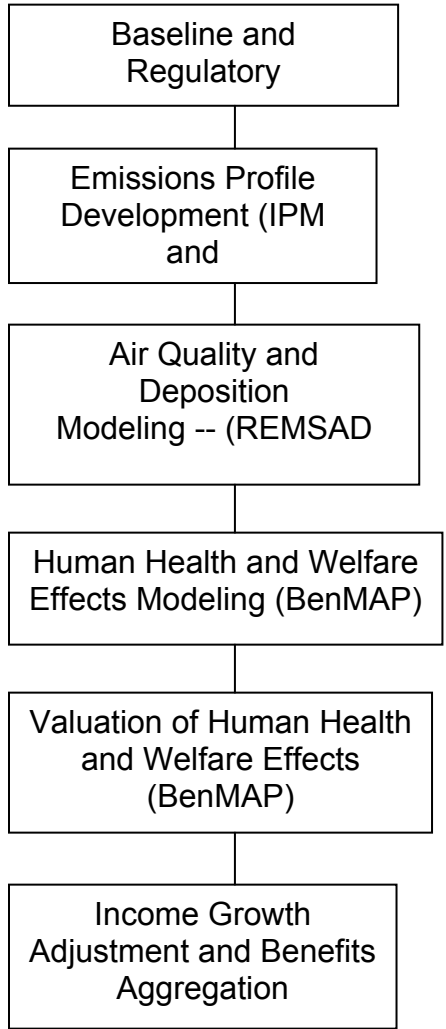 Baseline and
Regulatory
Emissions Profile
Development (IPM
and
Air Quality and
Deposition
Modeling -- (REMSAD
Human Health and Welfare
Effects Modeling (BenMAP)
Valuation of Human Health
and Welfare Effects
(BenMAP)
Income Growth
Adjustment and Benefits
Aggregation